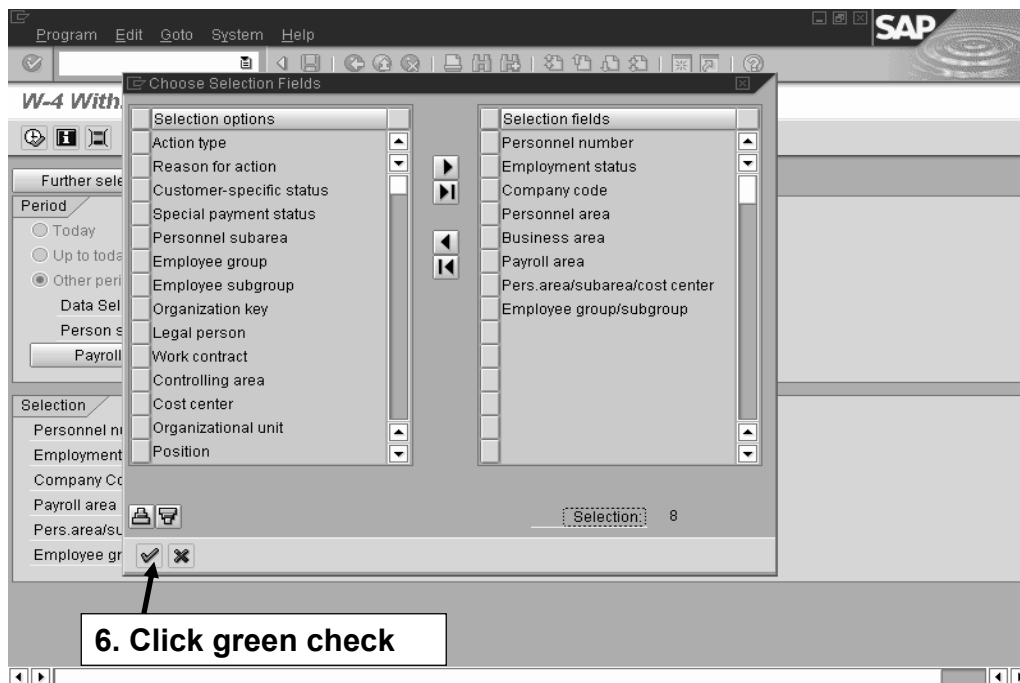 Program Edit Goto System Help
SAP
Choose Selection Fields
W-4 With
Selection options
Action type
Reason for action
Customer-specific status
Special payment status
Personnel subarea
Employee group
Employee subgroup
Organization key
Legal person
Work contract
Controlling area
Cost center
Organizational unit
Position
Selection fields
Personnel number
Employment status
Company code
Personnel area
Business area
Payroll area
Pers.area/subarea/cost center
Employee group/subgroup
Selection: 8
Further sele
Period
Today
Up to toda
Other peri
Data Sel
Person s
Payroll
Selection
Personnel n
Employment
Company Co
Payroll area
Pers.area/su
Employee gr
6. Click green check